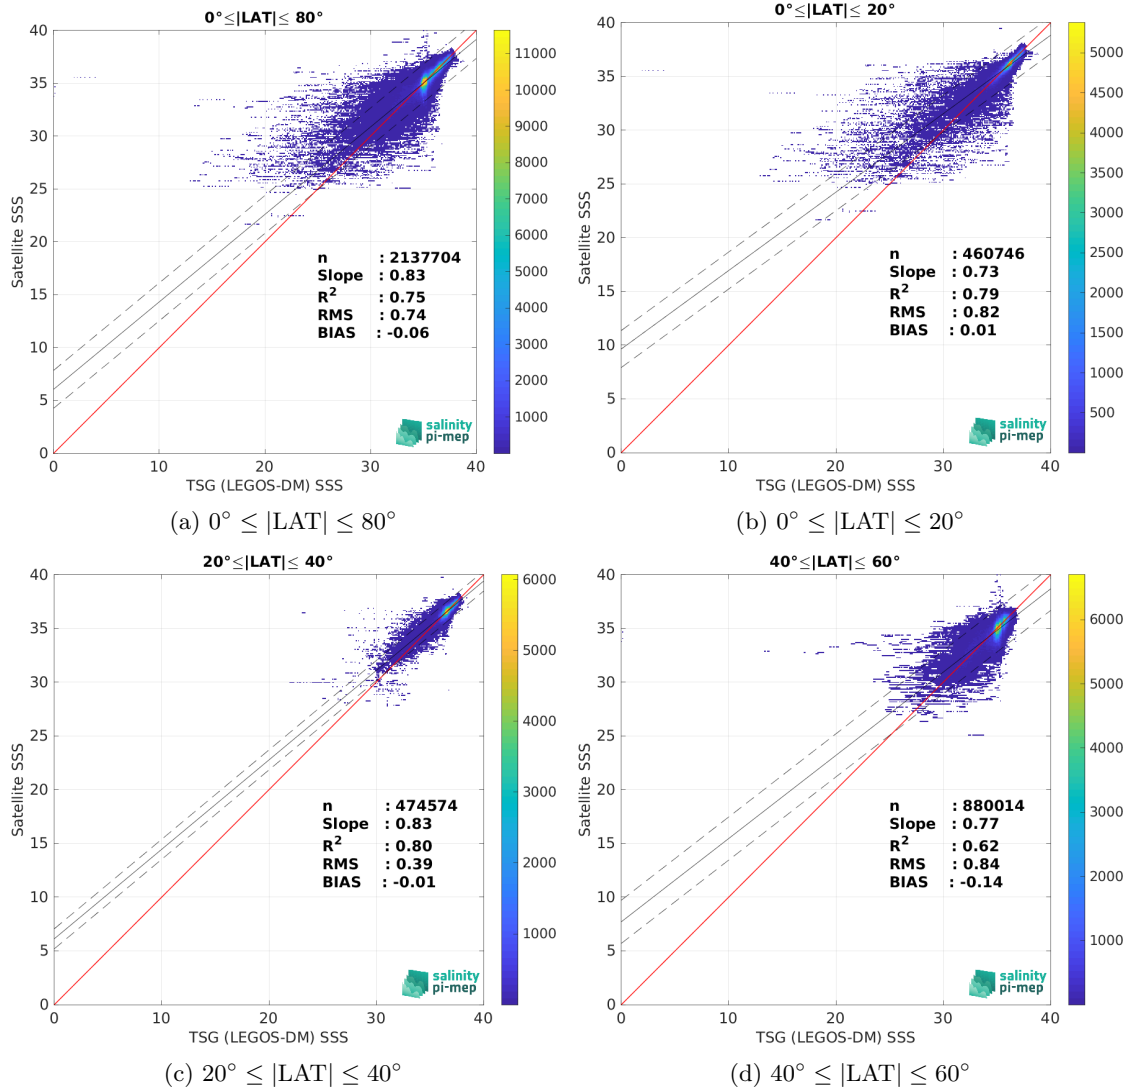 0°≤|LAT|≤ 80°
40
35
30
25
20
15
10
5
0
Satellite SSS
0
10
20
30
40
TSG (LEGOS-DM) SSS
n : 2137704
Slope : 0.83
R² : 0.75
RMS : 0.74
BIAS : -0.06
salinity
pi-mep
11000
10000
9000
8000
7000
6000
5000
4000
3000
2000
1000
(a) 0° ≤ |LAT| ≤ 80°
0°≤|LAT|≤ 20°
40
35
30
25
20
15
10
5
0
Satellite SSS
0
10
20
30
40
TSG (LEGOS-DM) SSS
n : 460746
Slope : 0.73
R² : 0.79
RMS : 0.82
BIAS : 0.01
salinity
pi-mep
5000
4500
4000
3500
3000
2500
2000
1500
1000
500
(b) 0° ≤ |LAT| ≤ 20°
20°≤|LAT|≤ 40°
40
35
30
25
20
15
10
5
0
Satellite SSS
0
10
20
30
40
TSG (LEGOS-DM) SSS
n : 474574
Slope : 0.83
R² : 0.80
RMS : 0.39
BIAS : -0.01
salinity
pi-mep
6000
5000
4000
3000
2000
1000
(c) 20° ≤ |LAT| ≤ 40°
40°≤|LAT|≤ 60°
40
35
30
25
20
15
10
5
0
Satellite SSS
0
10
20
30
40
TSG (LEGOS-DM) SSS
n : 880014
Slope : 0.77
R² : 0.62
RMS : 0.84
BIAS : -0.14
salinity
pi-mep
6000
5000
4000
3000
2000
1000
(d) 40° ≤ |LAT| ≤ 60°